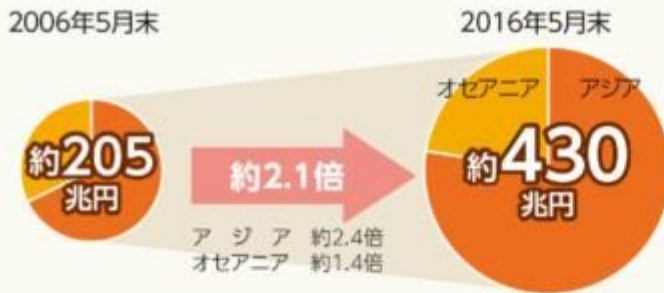 2006年5月末
2016年5月末
オセアニア
アジア
約205
兆円
約2.1倍
約430
兆円
アジア 約2.4倍
オセアニア 約1.4倍